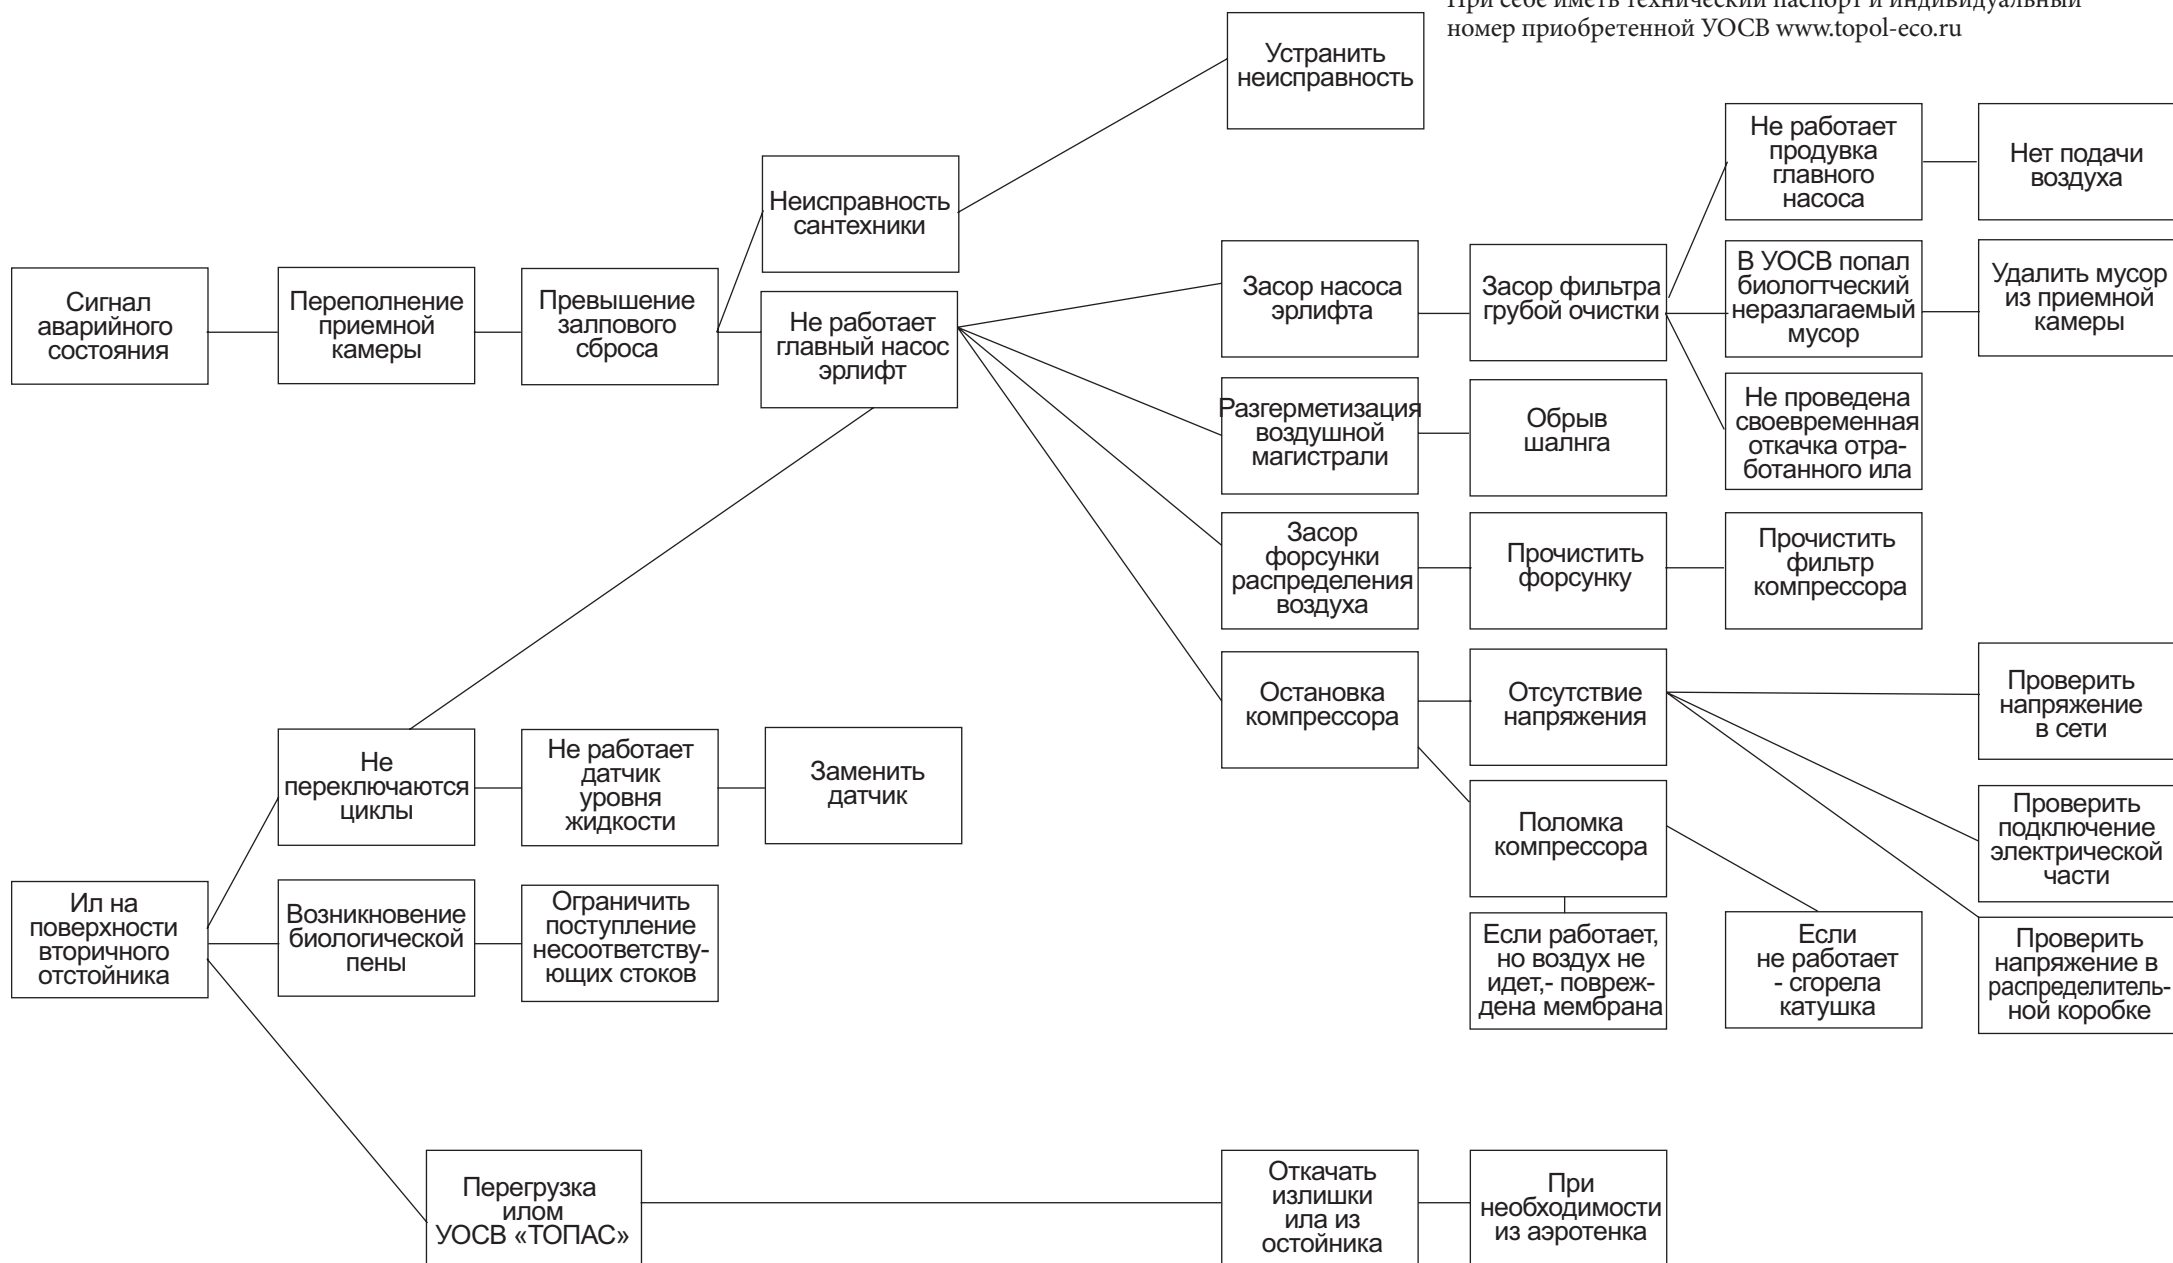 При себе иметь технический паспорт и индивидуальный
номер приобретенной УОСВ www.topol-eco.ru
Устранить
неисправность
Неисправность
сантехники
Не работает
продувка
главного
насоса
Нет подачи
воздуха
Сигнал
аварийного
состояния
Переполнение
приемной
камеры
Превышение
залпового
сброса
Не работает
главный насос
эрлифт
Засор насоса
эрлифта
Засор фильтра
грубой очистки
В УОСВ попал
биологтческий
неразлагаемый
мусор
Удалить мусор
из приемной
камеры
Разгерметизация
воздушной
магистрали
Обрыв
шалнга
Не проведена
своевременная
откачка отра-
ботанного ила
Засор
форсунки
распределения
воздуха
Прочистить
форсунку
Прочистить
фильтр
компрессора
Остановка
компрессора
Отсутствие
напряжения
Проверить
напряжение
в сети
Не
переключаются
циклы
Не работает
датчик
уровня
жидкости
Заменить
датчик
Поломка
компрессора
Проверить
подключение
электрической
части
Ил на
поверхности
вторичного
отстойника
Возникновение
биологической
пены
Ограничить
поступление
несоответству-
ющих стоков
Если работает,
но воздух не
идет,- повреж-
дена мембрана
Если
не работает
- сгорела
катушка
Проверить
напряжение в
распределитель-
ной коробке
Перегрузка
илом
УОСВ «ТОПАС»
Откачать
излишки
ила из
остойника
При
необходимости
из аэротенка